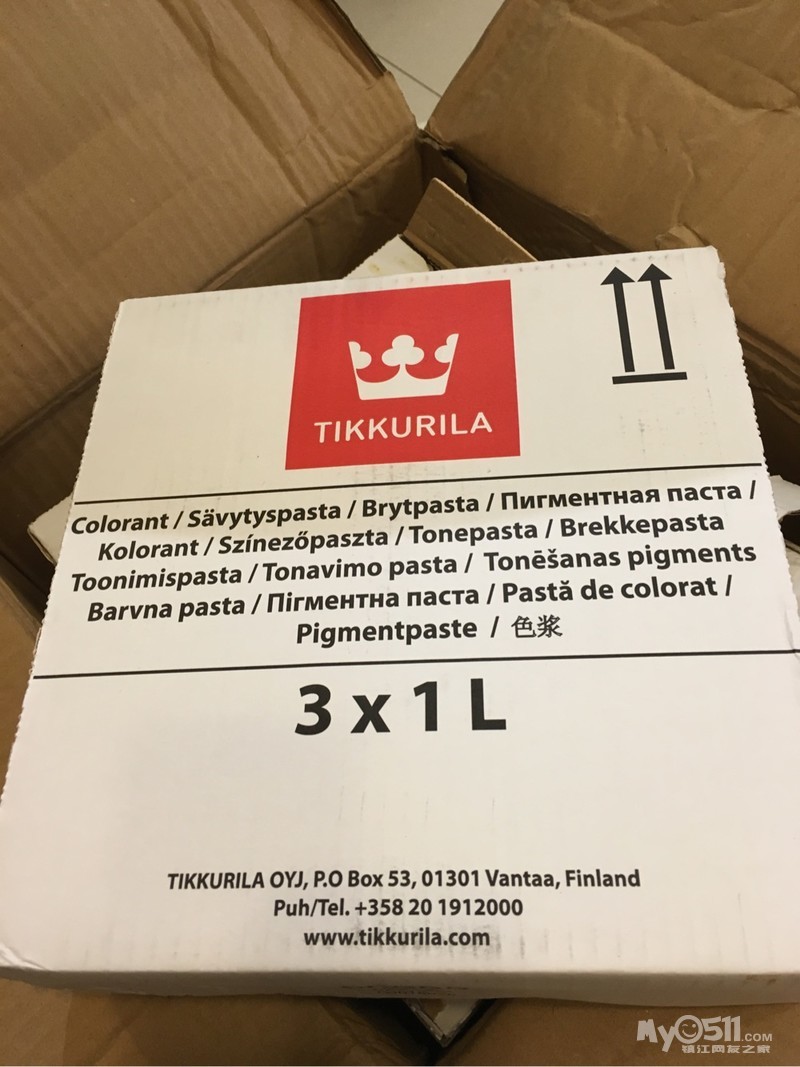 TIKKURILA
Colorant / Sävytyspasta / Brytpasta / Пигментная паста /
Kolorant / Színezőpaszta / Tonepasta / Brekkepasta
Toonimispasta / Tonavimo pasta / Tonēšanas pigments
Barvna pasta / Пігментна паста / Pastă de colorat /
Pigmentpaste / 色浆
3 x 1 L
TIKKURILA OYJ, P.O Box 53, 01301 Vantaa, Finland
Puh/Tel. +358 20 1912000
www.tikkurila.com
MY0511.COM
镇江网友之家